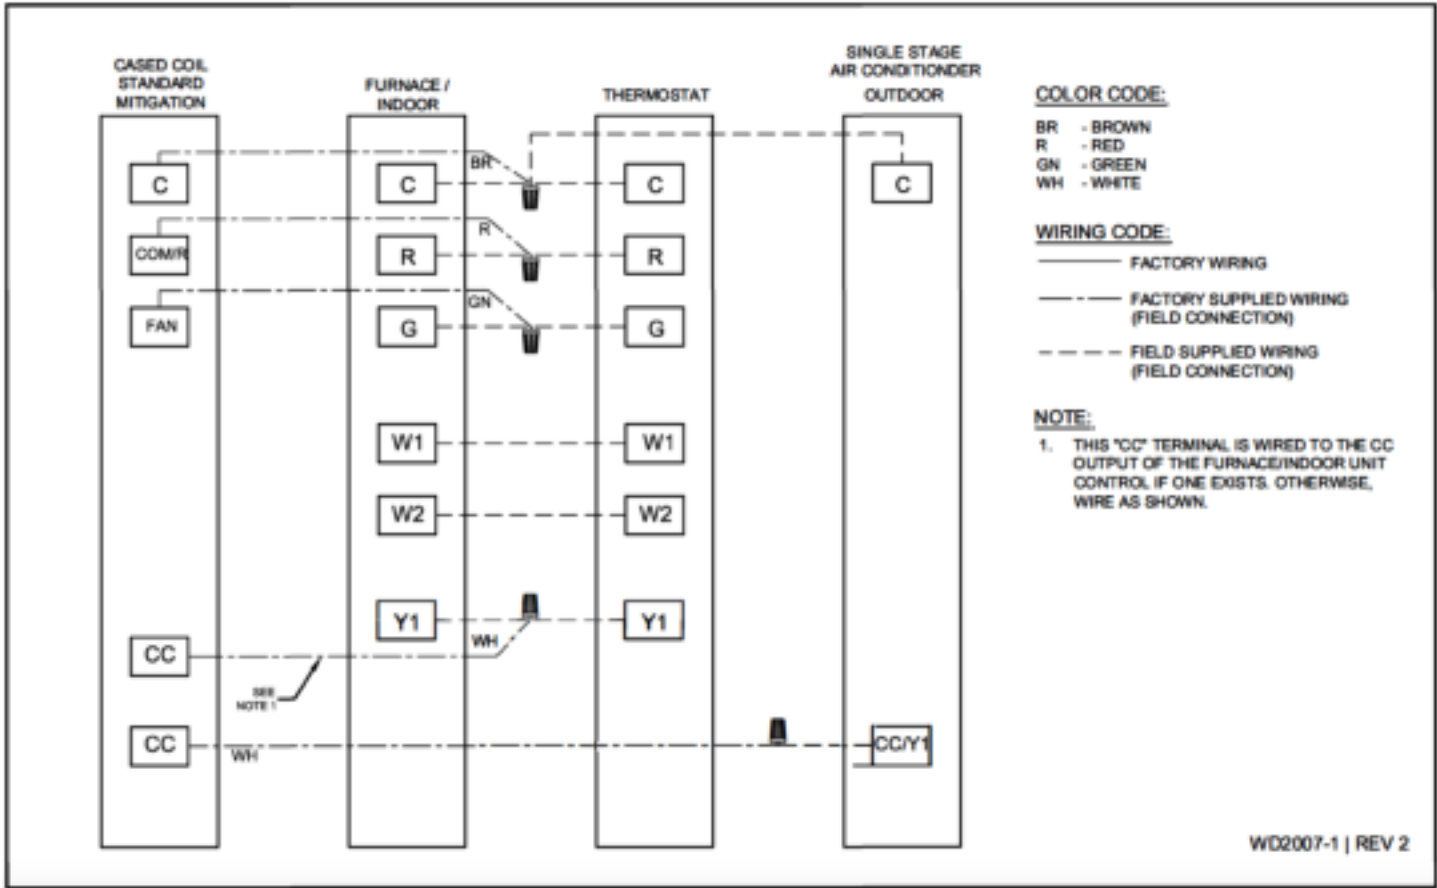 CASED COIL
STANDARD
MITIGATION
FURNACE /
INDOOR
THERMOSTAT
SINGLE STAGE
AIR CONDITIONDER
OUTDOOR
C
COM/R
FAN
CC
CC
C
R
G
W1
W2
Y1
C
R
G
W1
W2
Y1
C
CC/Y1
BR
R
GN
WH
SEE
NOTE 1
WH
COLOR CODE:
BR - BROWN
R - RED
GN - GREEN
WH - WHITE
WIRING CODE:
FACTORY WIRING
FACTORY SUPPLIED WIRING
(FIELD CONNECTION)
FIELD SUPPLIED WIRING
(FIELD CONNECTION)
NOTE:
1. THIS "CC" TERMINAL IS WIRED TO THE CC
OUTPUT OF THE FURNACE/INDOOR UNIT
CONTROL IF ONE EXISTS. OTHERWISE,
WIRE AS SHOWN.
WD2007-1 | REV 2